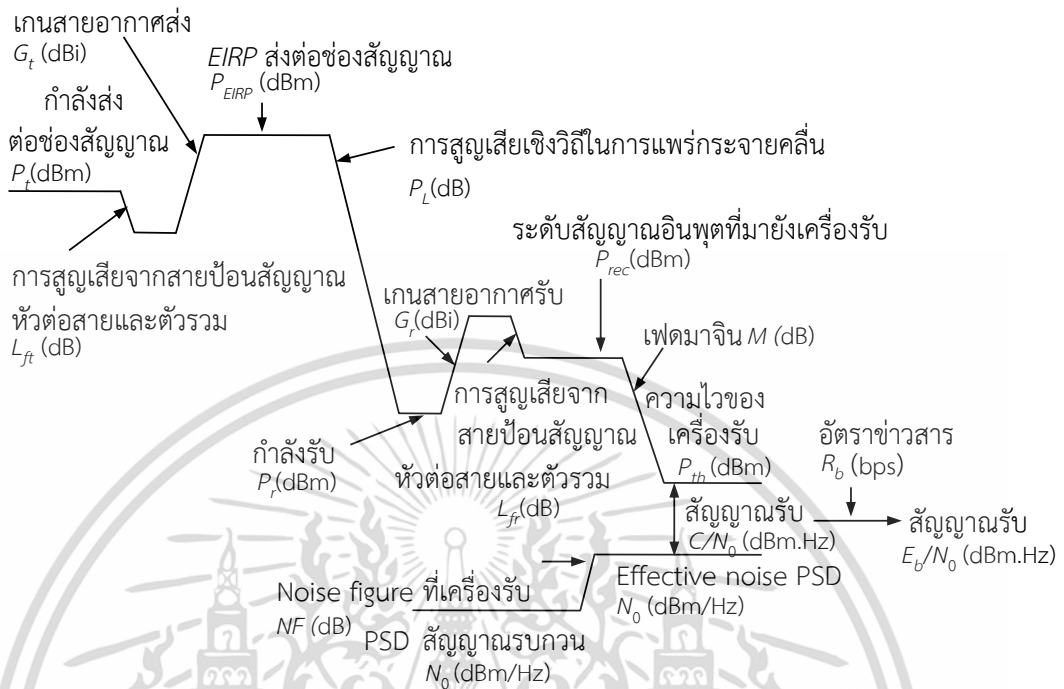 เกนสายอากาศส่ง
G_t (dBi)
EIRP ส่งต่อช่องสัญญาณ
P_EIRP (dBm)
กำลังส่ง
ต่อช่องสัญญาณ
P_t(dBm)
การสูญเสียเชิงวิถีในการแพร่กระจายคลื่น
P_L(dB)
การสูญเสียจากสายป้อนสัญญาณ
หัวต่อสายและตัวรวม
L_ft (dB)
ระดับสัญญาณอินพุตที่มายังเครื่องรับ
P_rec(dBm)
เกนสายอากาศรับ
G_r(dBi)
เฟดมาจิน M (dB)
การสูญเสียจาก
สายป้อนสัญญาณ
หัวต่อสายและตัวรวม
L_fr(dB)
ความไวของ
เครื่องรับ
P_th(dBm)
กำลังรับ
P_r(dBm)
อัตราข่าวสาร
R_b (bps)
สัญญาณรับ
C/N_0 (dBm.Hz)
สัญญาณรับ
E_b/N_0 (dBm.Hz)
Noise figure ที่เครื่องรับ
NF (dB)
Effective noise PSD
N_0 (dBm/Hz)
PSD สัญญาณรบกวน
N_0 (dBm/Hz)